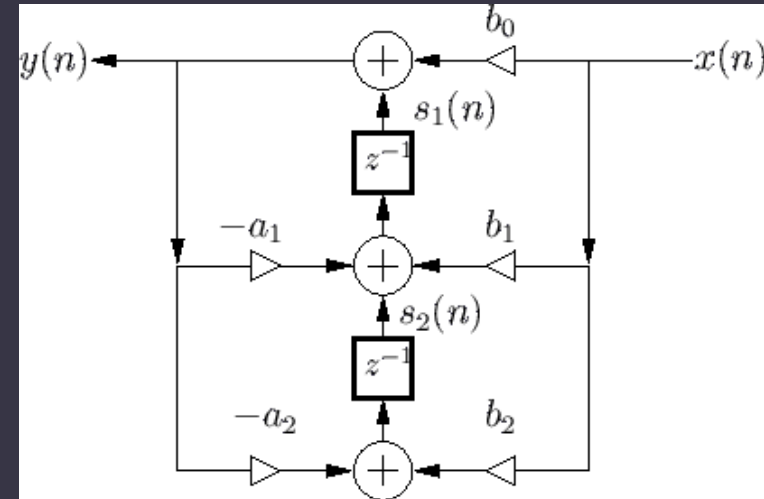 b₀
y(n) + x(n)
s₁(n)
z⁻¹
−a₁ b₁
+
s₂(n)
z⁻¹
−a₂ b₂
+